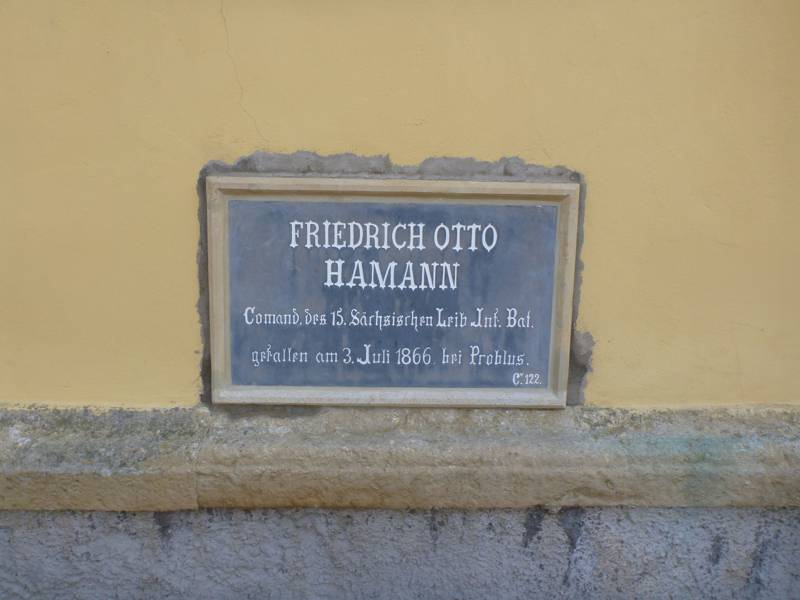 FRIEDRICH OTTO
HAMANN
Comand. des 15. Sächsischen Leib Inf. Bat.
gefallen am 3. Juli 1866. bei Problus.
Č. 122.